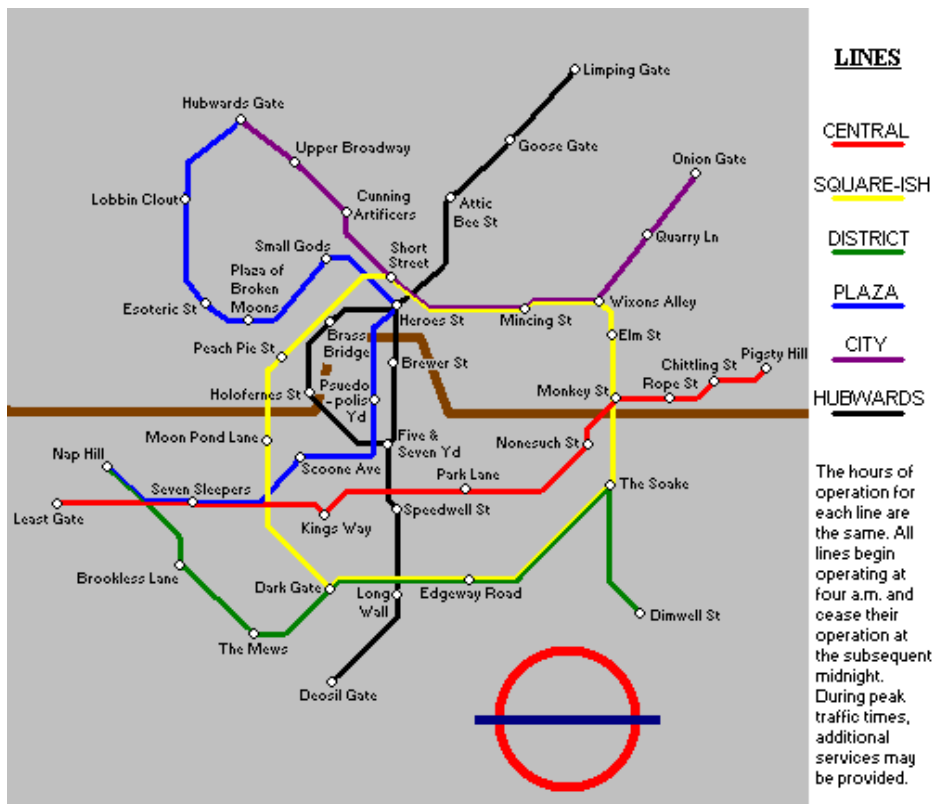 LINES
CENTRAL
SQUARE-ISH
DISTRICT
PLAZA
CITY
HUBWARDS
The hours of
operation for
each line are
the same. All
lines begin
operating at
four a.m. and
cease their
operation at
the subsequent
midnight.
During peak
traffic times,
additional
services may
be provided.
Limping Gate
Hubwards Gate
Goose Gate
Upper Broadway
Onion Gate
Lobbin Clout
Cunning
Artificers
Attic
Bee St
Small Gods
Short
Street
Quarry Ln
Plaza of
Broken
Moons
Esoteric St
Wixons Alley
Heroes St
Mincing St
Brass
Bridge
Elm St
Peach Pie St
Brewer St
Pigsty Hill
Chittling St
Rope St
Holofernes St
Psuedo
-polis
Yd
Monkey St
Moon Pond Lane
Five &
Seven Yd
Nonesuch St
Nap Hill
Scoone Ave
Park Lane
Seven Sleepers
The Soake
Least Gate
Kings Way
Speedwell St
Brookless Lane
Dark Gate
Long
Wall
Edgeway Road
Dimwell St
The Mews
Deosil Gate